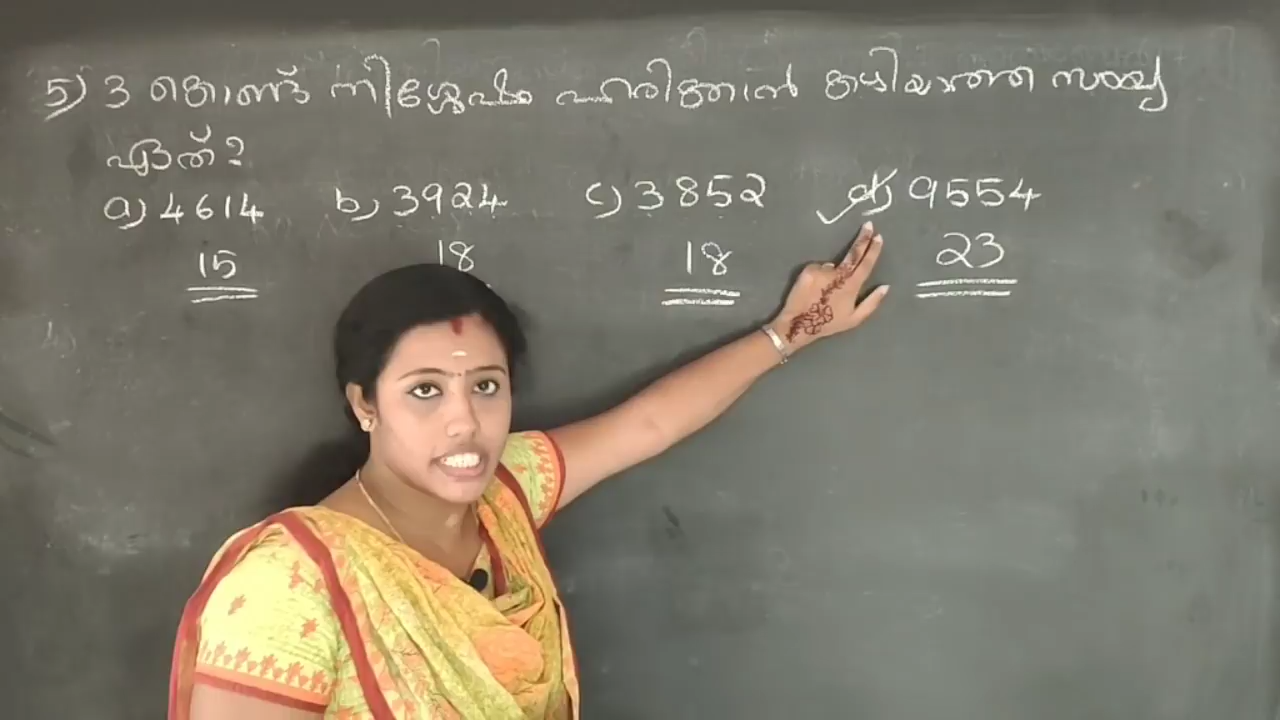 5) 3 കൊണ്ട് നിശ്ശേഷം ഹരിക്കാൻ കഴിയാത്ത സംഖ്യ
ഏത്?
a) 4614 b) 3924 c) 3852 d) 9554
15 18 18 23